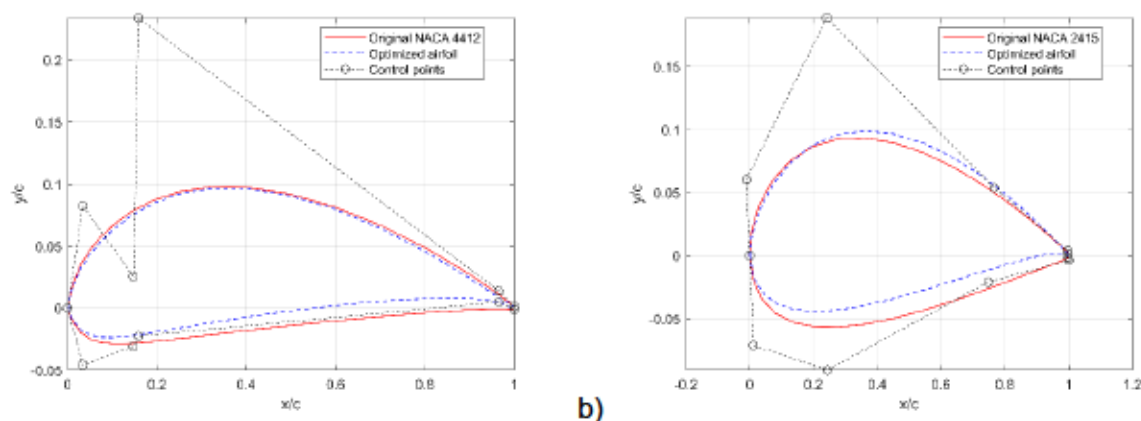 0.2
0.15
0.1
0.05
0
-0.05
y/c
0
0.2
0.4
0.6
0.8
1
x/c
Original NACA 4412
Optimized airfoil
Control points
b)
0.15
0.1
0.05
0
-0.05
y/c
-0.2
0
0.2
0.4
0.6
0.8
1
1.2
x/c
Original NACA 2415
Optimized airfoil
Control points